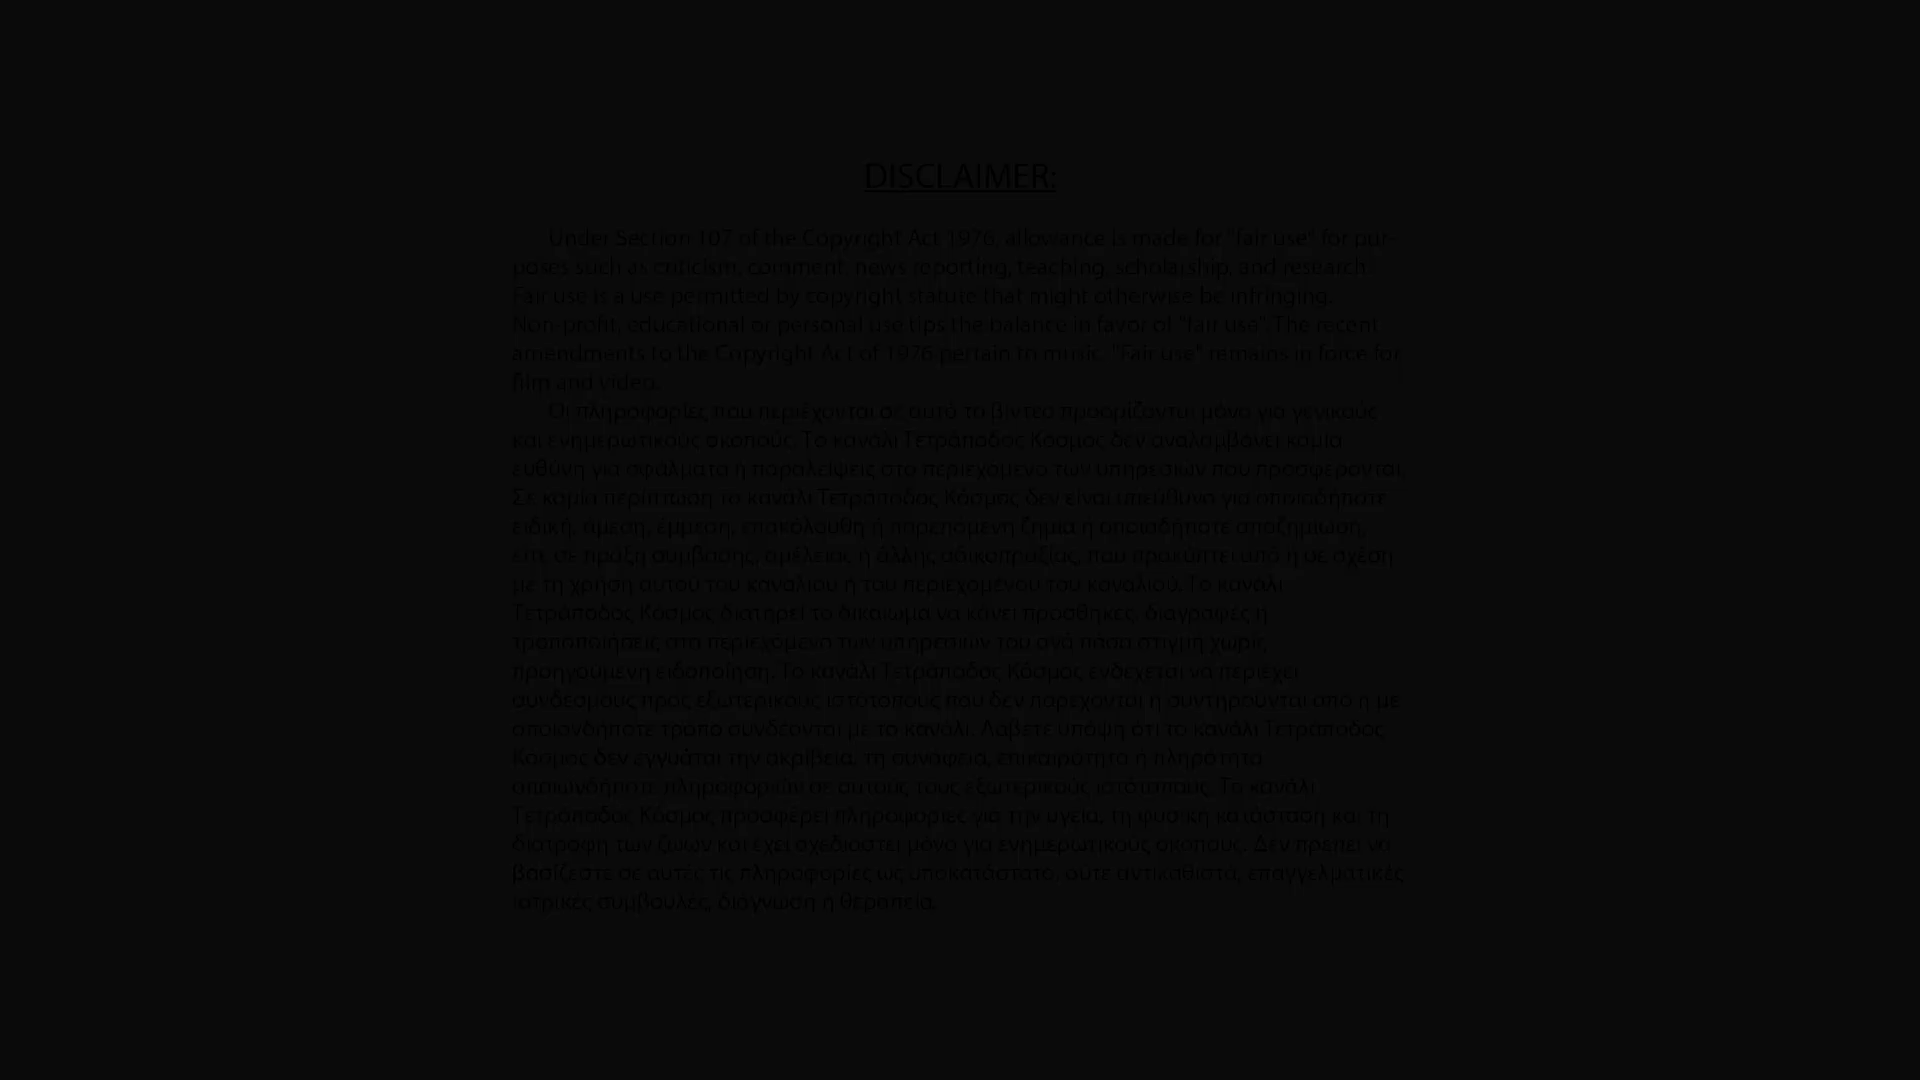 DISCLAIMER:
Under Section 107 of the Copyright Act 1976, allowance is made for "fair use" for pur-
poses such as criticism, comment, news reporting, teaching, scholarship, and research.
Fair use is a use permitted by copyright statute that might otherwise be infringing.
Non-profit, educational or personal use tips the balance in favor of "fair use". The recent
amendments to the Copyright Act of 1976 pertain to music. "Fair use" remains in force for
film and video.
Οι πληροφορίες που περιέχονται σε αυτό το βίντεο προορίζονται μόνο για γενικούς
και ενημερωτικούς σκοπούς. Το κανάλι Τετράποδος Κόσμος δεν αναλαμβάνει καμία
ευθύνη για σφάλματα ή παραλείψεις στο περιεχόμενο των υπηρεσιών που προσφέρονται.
Σε καμία περίπτωση το κανάλι Τετράποδος Κόσμος δεν είναι υπεύθυνο για οποιαδήποτε
ειδική, άμεση, έμμεση, επακόλουθη ή παρεπόμενη ζημιά ή οποιαδήποτε αποζημίωση,
είτε σε πράξη σύμβασης, αμέλειας ή άλλης αδικοπραξίας, που προκύπτει από ή σε σχέση
με τη χρήση αυτού του καναλιού ή του περιεχομένου του καναλιού. Το κανάλι
Τετράποδος Κόσμος διατηρεί το δικαίωμα να κάνει προσθήκες, διαγραφές ή
τροποποιήσεις στο περιεχόμενο των υπηρεσιών του ανά πάσα στιγμή χωρίς
προηγούμενη ειδοποίηση. Το κανάλι Τετράποδος Κόσμος ενδέχεται να περιέχει
συνδέσμους προς εξωτερικούς ιστότοπους που δεν παρέχονται ή συντηρούνται από ή με
οποιονδήποτε τρόπο συνδέονται με το κανάλι. Λάβετε υπόψη ότι το κανάλι Τετράποδος
Κόσμος δεν εγγυάται την ακρίβεια, τη συνάφεια, επικαιρότητα ή πληρότητα
οποιωνδήποτε πληροφοριών σε αυτούς τους εξωτερικούς ιστότοπους. Το κανάλι
Τετράποδος Κόσμος προσφέρει πληροφορίες για την υγεία, τη φυσική κατάσταση και τη
διατροφή των ζώων και έχει σχεδιαστεί μόνο για ενημερωτικούς σκοπούς. Δεν πρέπει να
βασίζεστε σε αυτές τις πληροφορίες ως υποκατάστατο, ούτε αντικαθιστά, επαγγελματικές
ιατρικές συμβουλές, διάγνωση ή θεραπεία.